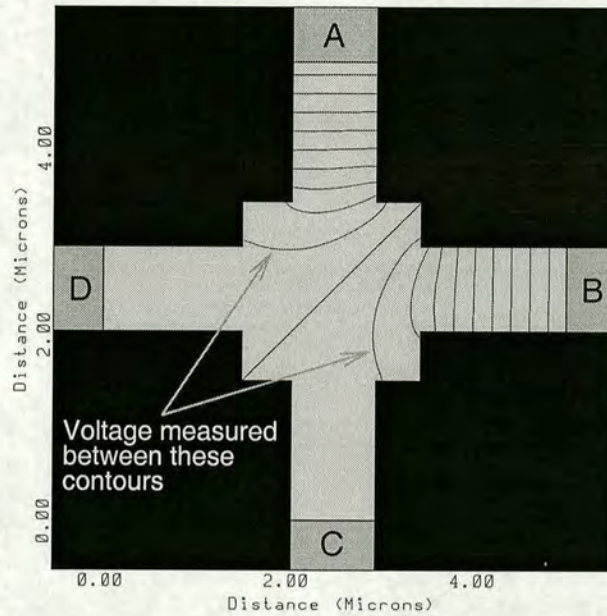 A
4.00
Distance (Microns)
D
B
2.00
Voltage measured
between these
contours
0.00
C
0.00 2.00 4.00
Distance (Microns)